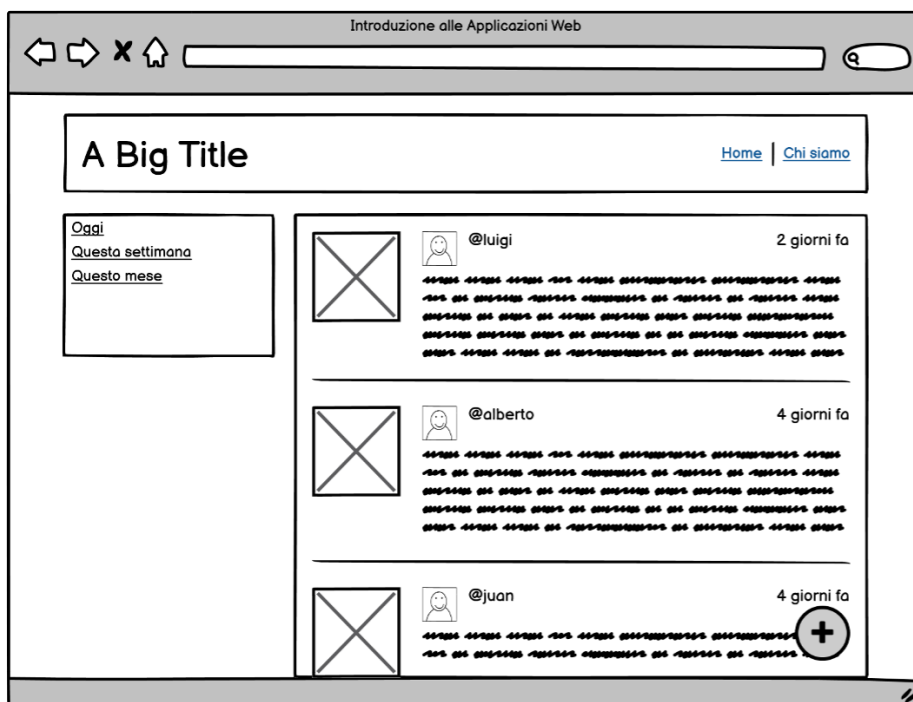 Introduzione alle Applicazioni Web
A Big Title
Home | Chi siamo
Oggi
Questa settimana
Questo mese
@luigi 2 giorni fa
@alberto 4 giorni fa
@juan 4 giorni fa
+